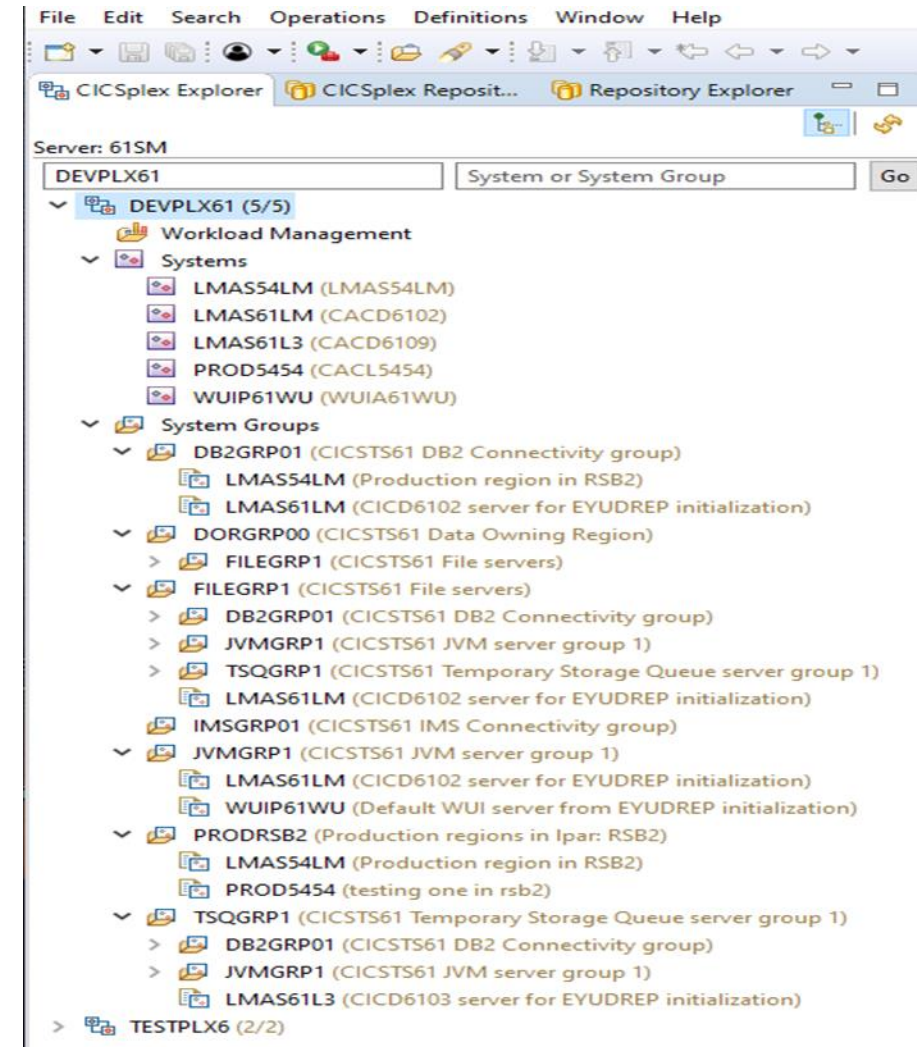 File Edit Search Operations Definitions Window Help
CICSplex Explorer CICSplex Reposit... Repository Explorer
Server: 61SM
DEVPLX61 System or System Group Go
DEVPLX61 (5/5)
Workload Management
Systems
LMAS54LM (LMAS54LM)
LMAS61LM (CACD6102)
LMAS61L3 (CACD6109)
PROD5454 (CACL5454)
WUIP61WU (WUIA61WU)
System Groups
DB2GRP01 (CICSTS61 DB2 Connectivity group)
LMAS54LM (Production region in RSB2)
LMAS61LM (CICD6102 server for EYUDREP initialization)
DORGRP00 (CICSTS61 Data Owning Region)
FILEGRP1 (CICSTS61 File servers)
FILEGRP1 (CICSTS61 File servers)
DB2GRP01 (CICSTS61 DB2 Connectivity group)
JVMGRP1 (CICSTS61 JVM server group 1)
TSQGRP1 (CICSTS61 Temporary Storage Queue server group 1)
LMAS61LM (CICD6102 server for EYUDREP initialization)
IMSGRP01 (CICSTS61 IMS Connectivity group)
JVMGRP1 (CICSTS61 JVM server group 1)
LMAS61LM (CICD6102 server for EYUDREP initialization)
WUIP61WU (Default WUI server from EYUDREP initialization)
PRODRSB2 (Production regions in lpar: RSB2)
LMAS54LM (Production region in RSB2)
PROD5454 (testing one in rsb2)
TSQGRP1 (CICSTS61 Temporary Storage Queue server group 1)
DB2GRP01 (CICSTS61 DB2 Connectivity group)
JVMGRP1 (CICSTS61 JVM server group 1)
LMAS61L3 (CICD6103 server for EYUDREP initialization)
TESTPLX6 (2/2)